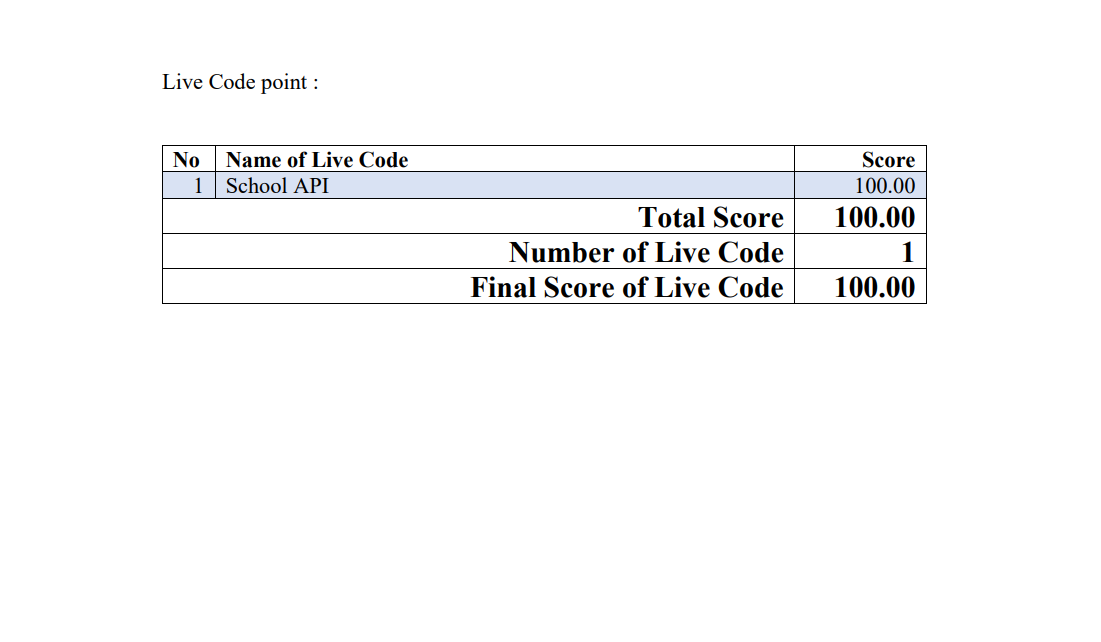 Live Code point :
No Name of Live Code Score
1 School API 100.00
Total Score 100.00
Number of Live Code 1
Final Score of Live Code 100.00